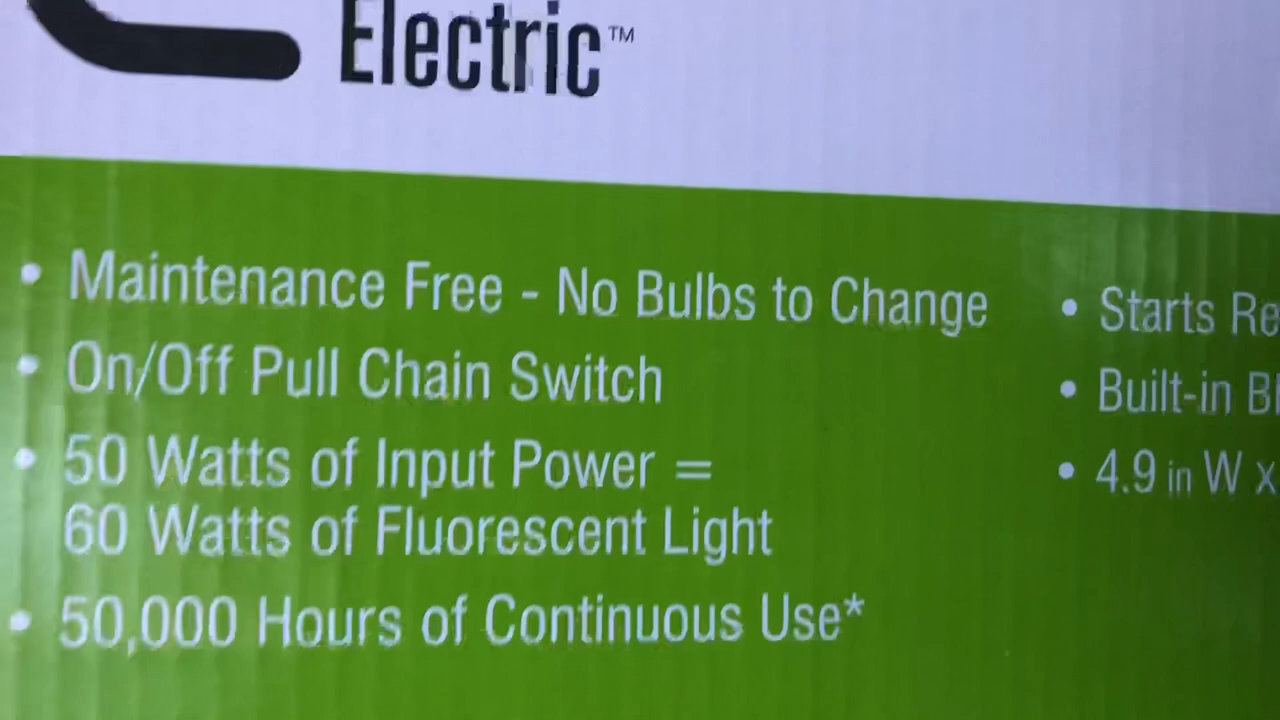 Electric™
• Maintenance Free - No Bulbs to Change
• On/Off Pull Chain Switch
• 50 Watts of Input Power =
60 Watts of Fluorescent Light
• 50,000 Hours of Continuous Use*
• Starts
• Built-in
• 4.9 in W x